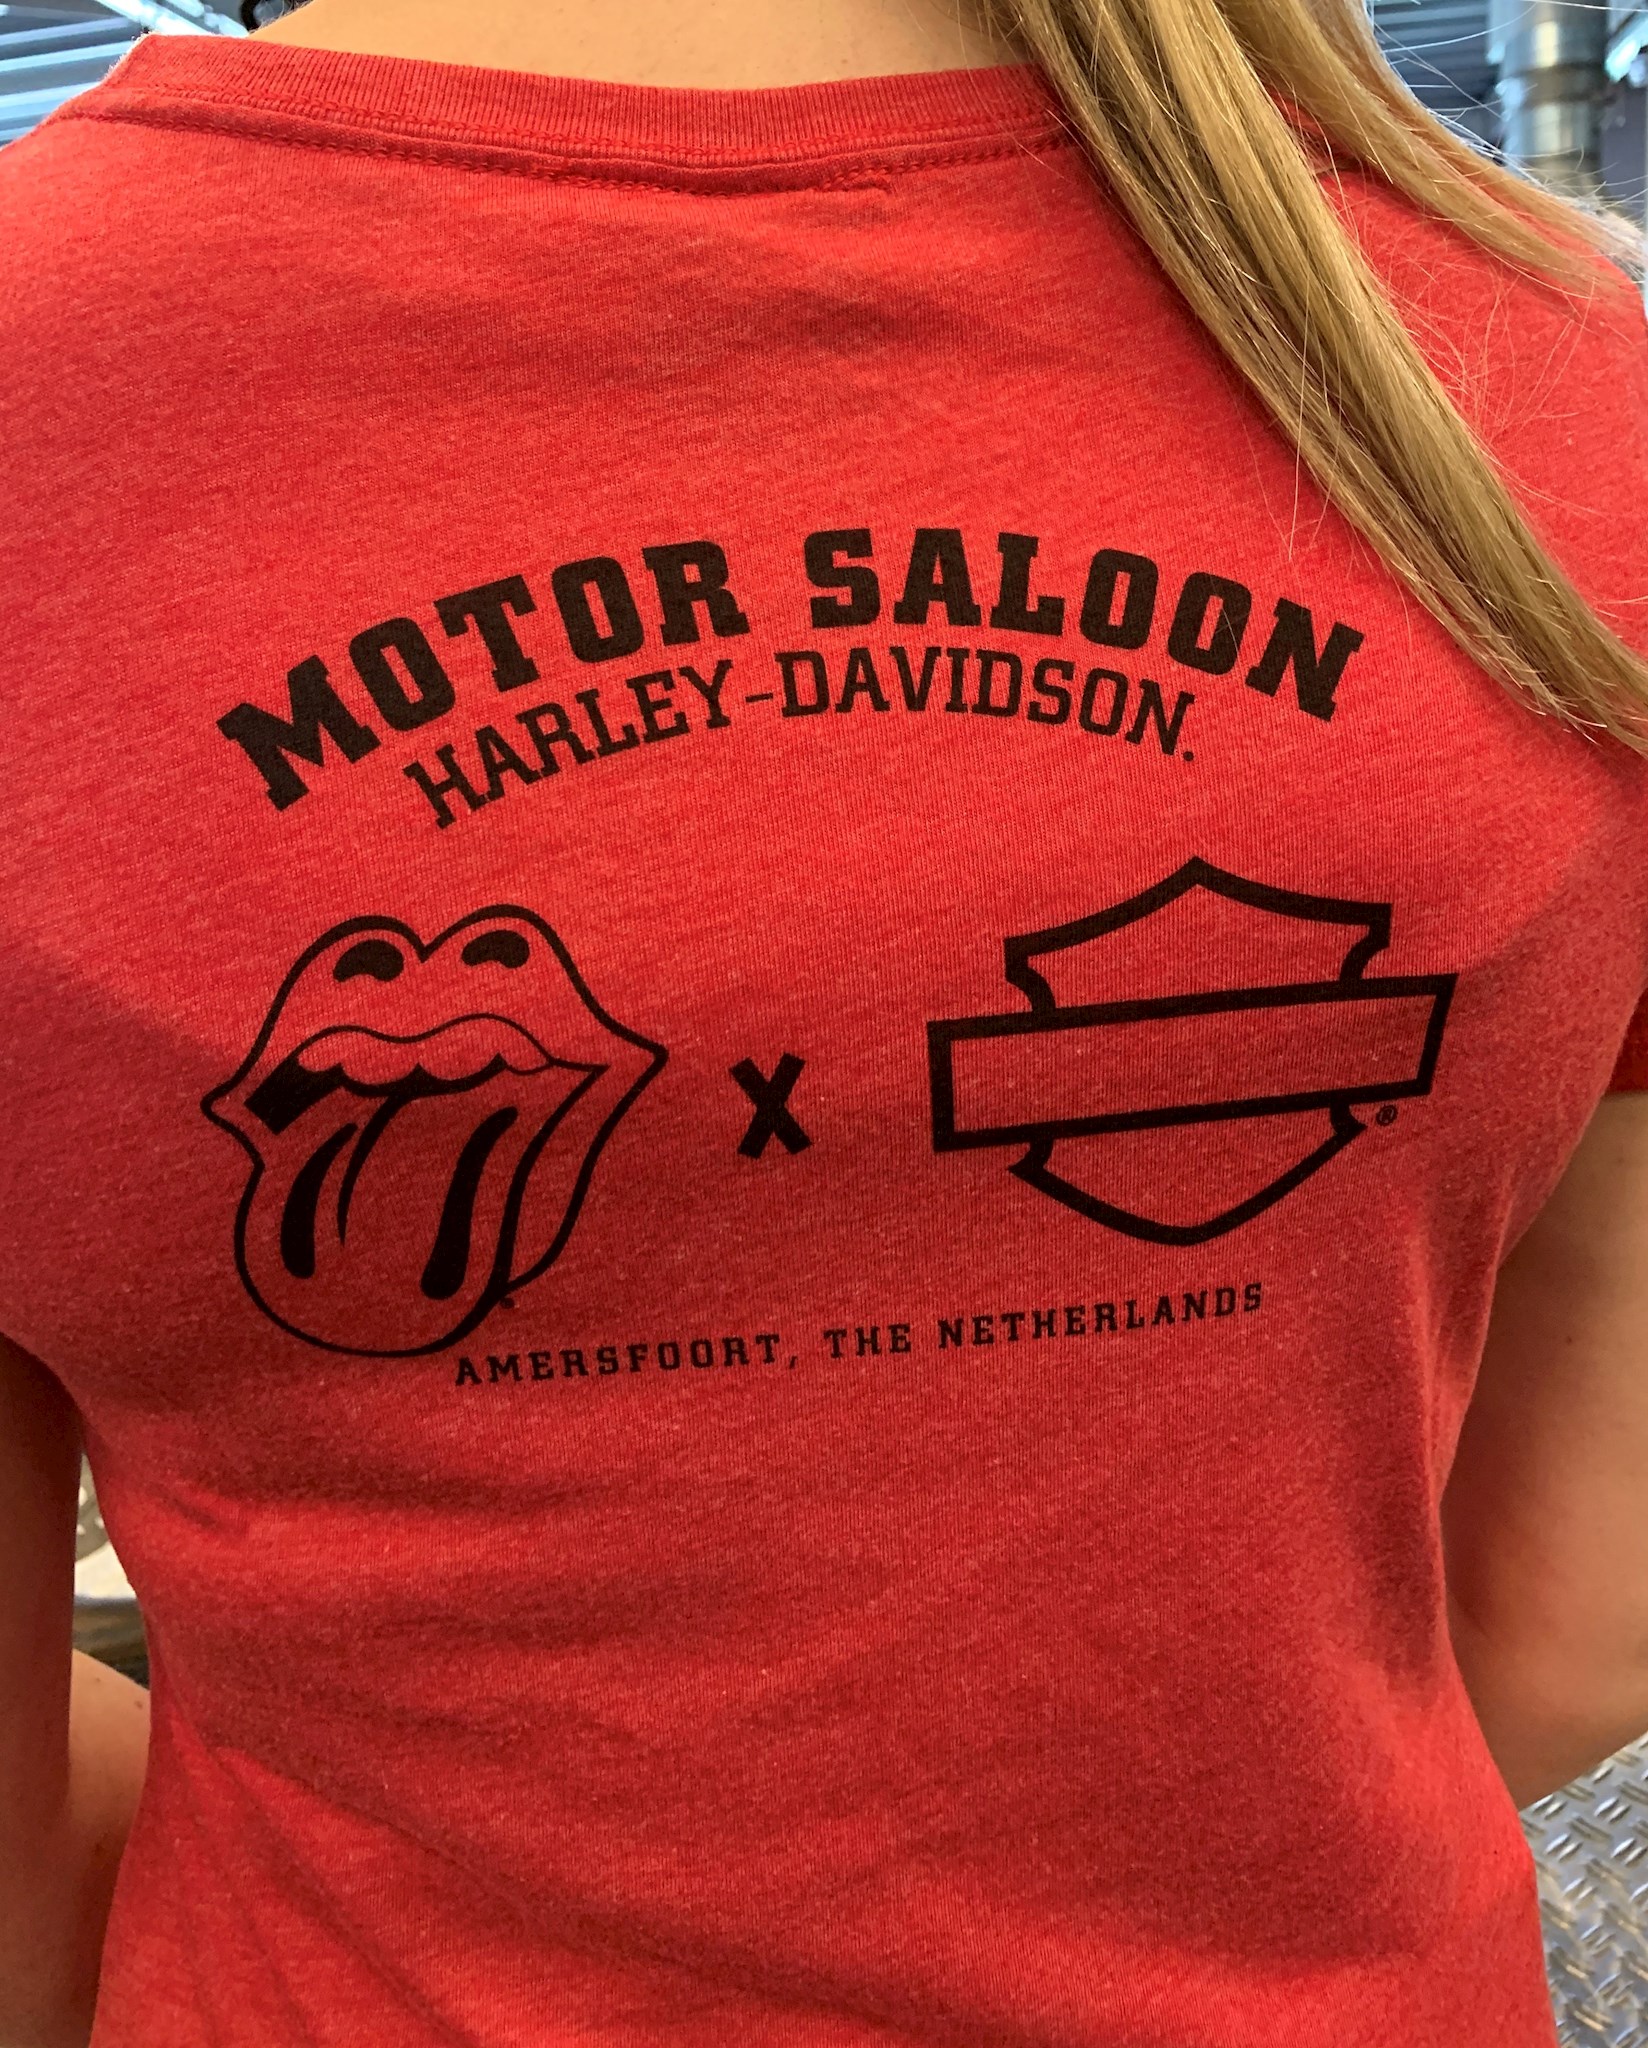 MOTOR SALOON
HARLEY-DAVIDSON.
X
®
AMERSFOORT, THE NETHERLANDS